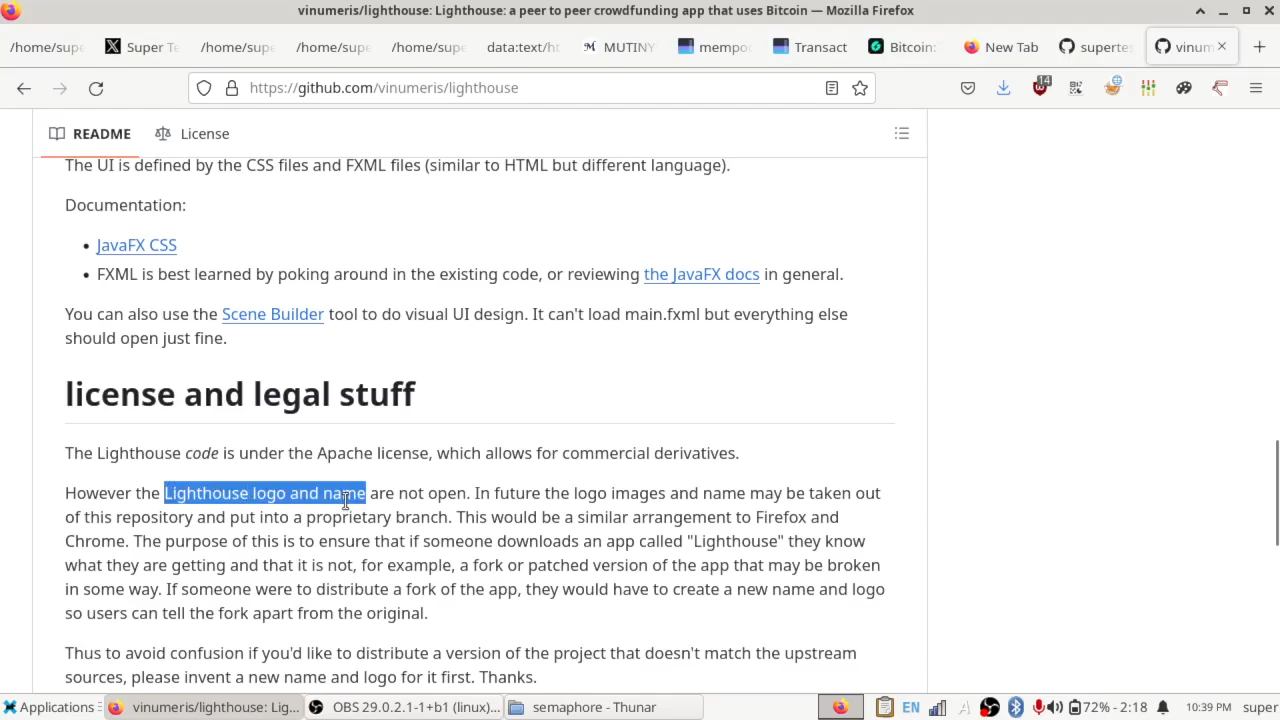 vinumeris/lighthouse: Lighthouse: a peer to peer crowdfunding app that uses Bitcoin — Mozilla Firefox
/home/supe
Super Te
/home/supe
/home/supe
/home/supe
data:text/ht
MUTINY
mempoo
Transact
Bitcoin:
New Tab
supertes
vinum
https://github.com/vinumeris/lighthouse
14
README
License
The UI is defined by the CSS files and FXML files (similar to HTML but different language).
Documentation:
• JavaFX CSS
• FXML is best learned by poking around in the existing code, or reviewing the JavaFX docs in general.
You can also use the Scene Builder tool to do visual UI design. It can't load main.fxml but everything else
should open just fine.
license and legal stuff
The Lighthouse code is under the Apache license, which allows for commercial derivatives.
However the Lighthouse logo and name are not open. In future the logo images and name may be taken out
of this repository and put into a proprietary branch. This would be a similar arrangement to Firefox and
Chrome. The purpose of this is to ensure that if someone downloads an app called "Lighthouse" they know
what they are getting and that it is not, for example, a fork or patched version of the app that may be broken
in some way. If someone were to distribute a fork of the app, they would have to create a new name and logo
so users can tell the fork apart from the original.
Thus to avoid confusion if you'd like to distribute a version of the project that doesn't match the upstream
sources, please invent a new name and logo for it first. Thanks.
Applications
vinumeris/lighthouse: Lig...
OBS 29.0.2.1-1+b1 (linux)...
semaphore - Thunar
EN
72% - 2:18
10:39 PM
super